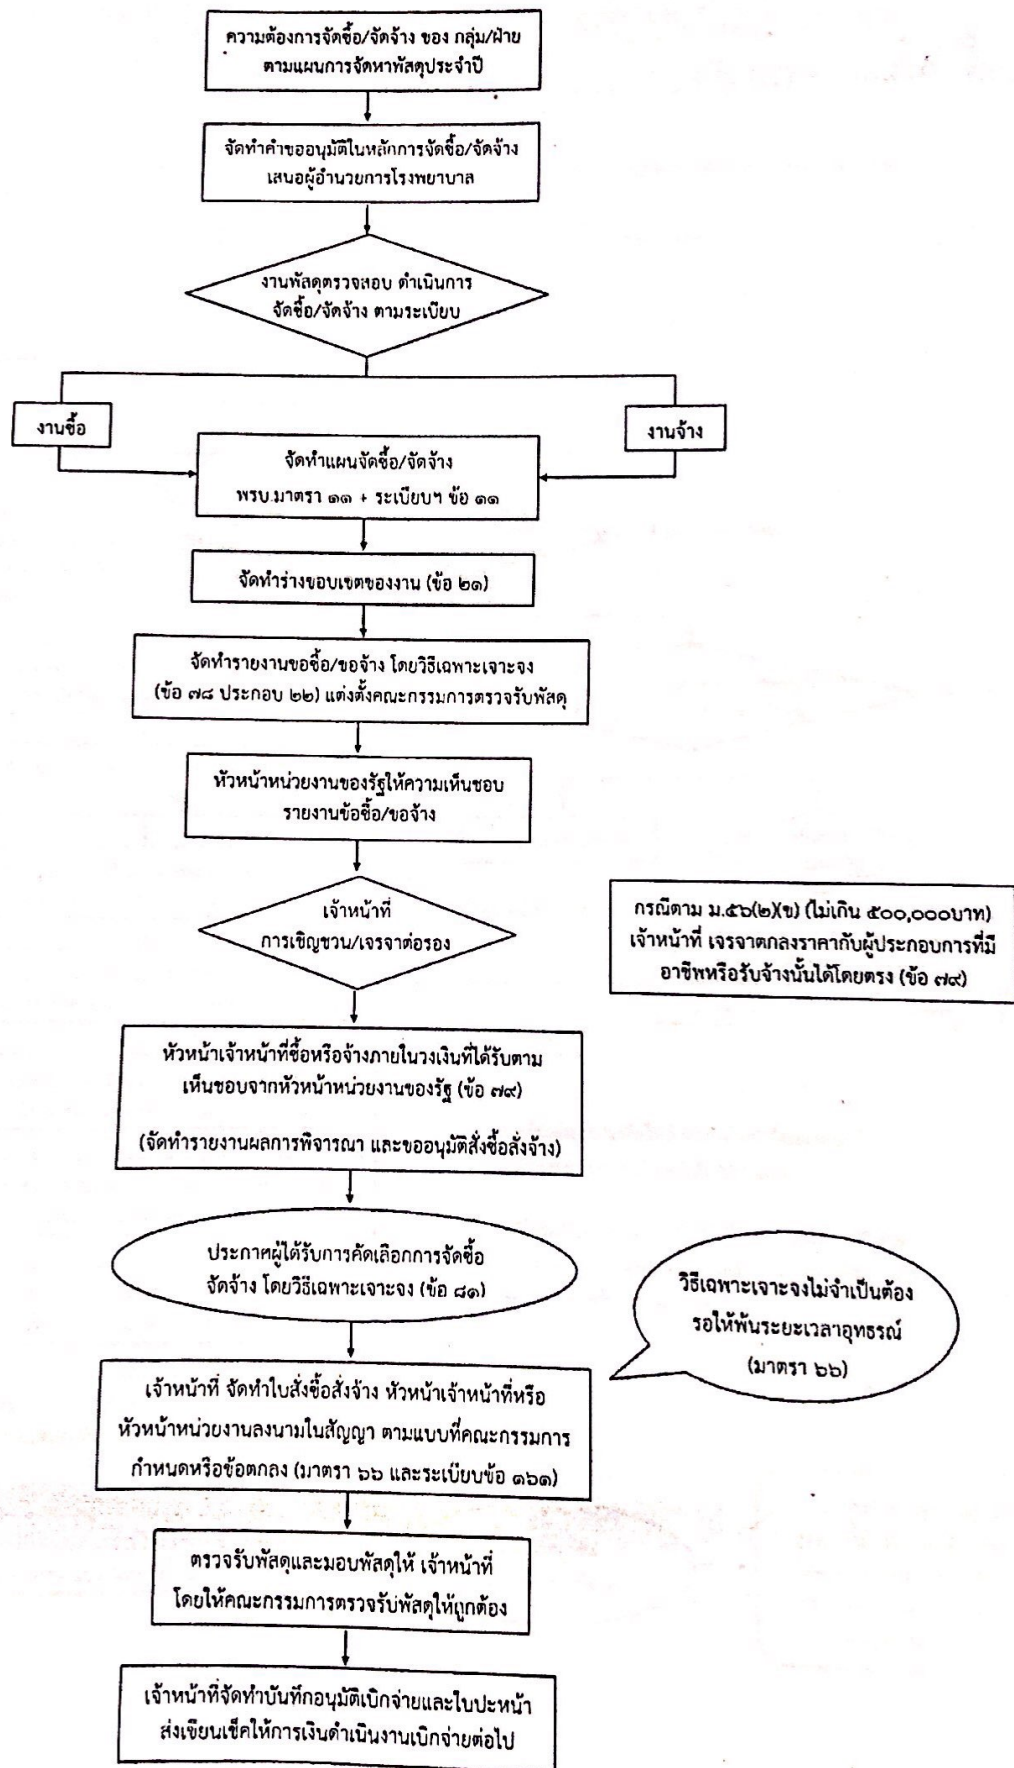 ความต้องการจัดซื้อ/จัดจ้าง ของ กลุ่ม/ฝ่าย
ตามแผนการจัดหาพัสดุประจำปี
จัดทำคำขออนุมัติในหลักการจัดซื้อ/จัดจ้าง
เสนอผู้อำนวยการโรงพยาบาล
งานพัสดุตรวจสอบ ดำเนินการ
จัดซื้อ/จัดจ้าง ตามระเบียบ
งานซื้อ
งานจ้าง
จัดทำแผนจัดซื้อ/จัดจ้าง
พรบ.มาตรา ๑๑ + ระเบียบฯ ข้อ ๑๑
จัดทำร่างขอบเขตของงาน (ข้อ ๒๑)
จัดทำรายงานขอซื้อ/ขอจ้าง โดยวิธีเฉพาะเจาะจง
(ข้อ ๗๘ ประกอบ ๒๒) แต่งตั้งคณะกรรมการตรวจรับพัสดุ
หัวหน้าหน่วยงานของรัฐให้ความเห็นชอบ
รายงานข้อซื้อ/ขอจ้าง
เจ้าหน้าที่
การเชิญชวน/เจรจาต่อรอง
กรณีตาม ม.๕๖(๒)(ข) (ไม่เกิน ๕๐๐,๐๐๐บาท)
เจ้าหน้าที่ เจรจาตกลงราคากับผู้ประกอบการที่มี
อาชีพหรือรับจ้างนั้นได้โดยตรง (ข้อ ๗๙)
หัวหน้าเจ้าหน้าที่ซื้อหรือจ้างภายในวงเงินที่ได้รับตาม
เห็นชอบจากหัวหน้าหน่วยงานของรัฐ (ข้อ ๗๙)
(จัดทำรายงานผลการพิจารณา และขออนุมัติสั่งซื้อสั่งจ้าง)
ประกาศผู้ได้รับการคัดเลือกการจัดซื้อ
จัดจ้าง โดยวิธีเฉพาะเจาะจง (ข้อ ๘๑)
วิธีเฉพาะเจาะจงไม่จำเป็นต้อง
รอให้พ้นระยะเวลาอุทธรณ์
(มาตรา ๖๖)
เจ้าหน้าที่ จัดทำใบสั่งซื้อสั่งจ้าง หัวหน้าเจ้าหน้าที่หรือ
หัวหน้าหน่วยงานลงนามในสัญญา ตามแบบที่คณะกรรมการ
กำหนดหรือข้อตกลง (มาตรา ๖๖ และระเบียบข้อ ๑๖๑)
ตรวจรับพัสดุและมอบพัสดุให้ เจ้าหน้าที่
โดยให้คณะกรรมการตรวจรับพัสดุให้ถูกต้อง
เจ้าหน้าที่จัดทำบันทึกอนุมัติเบิกจ่ายและใบปะหน้า
ส่งเขียนเช็คให้การเงินดำเนินงานเบิกจ่ายต่อไป